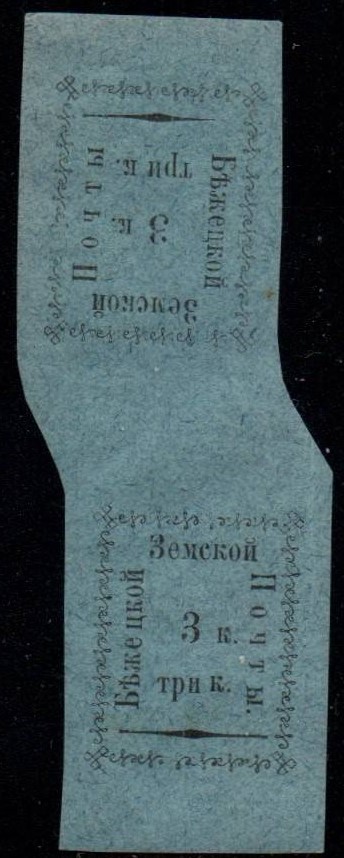 Бѣжецкой
Земской
Почты
3 к.
три к.
Бѣжецкой
Земской
Почты.
3 к.
три к.